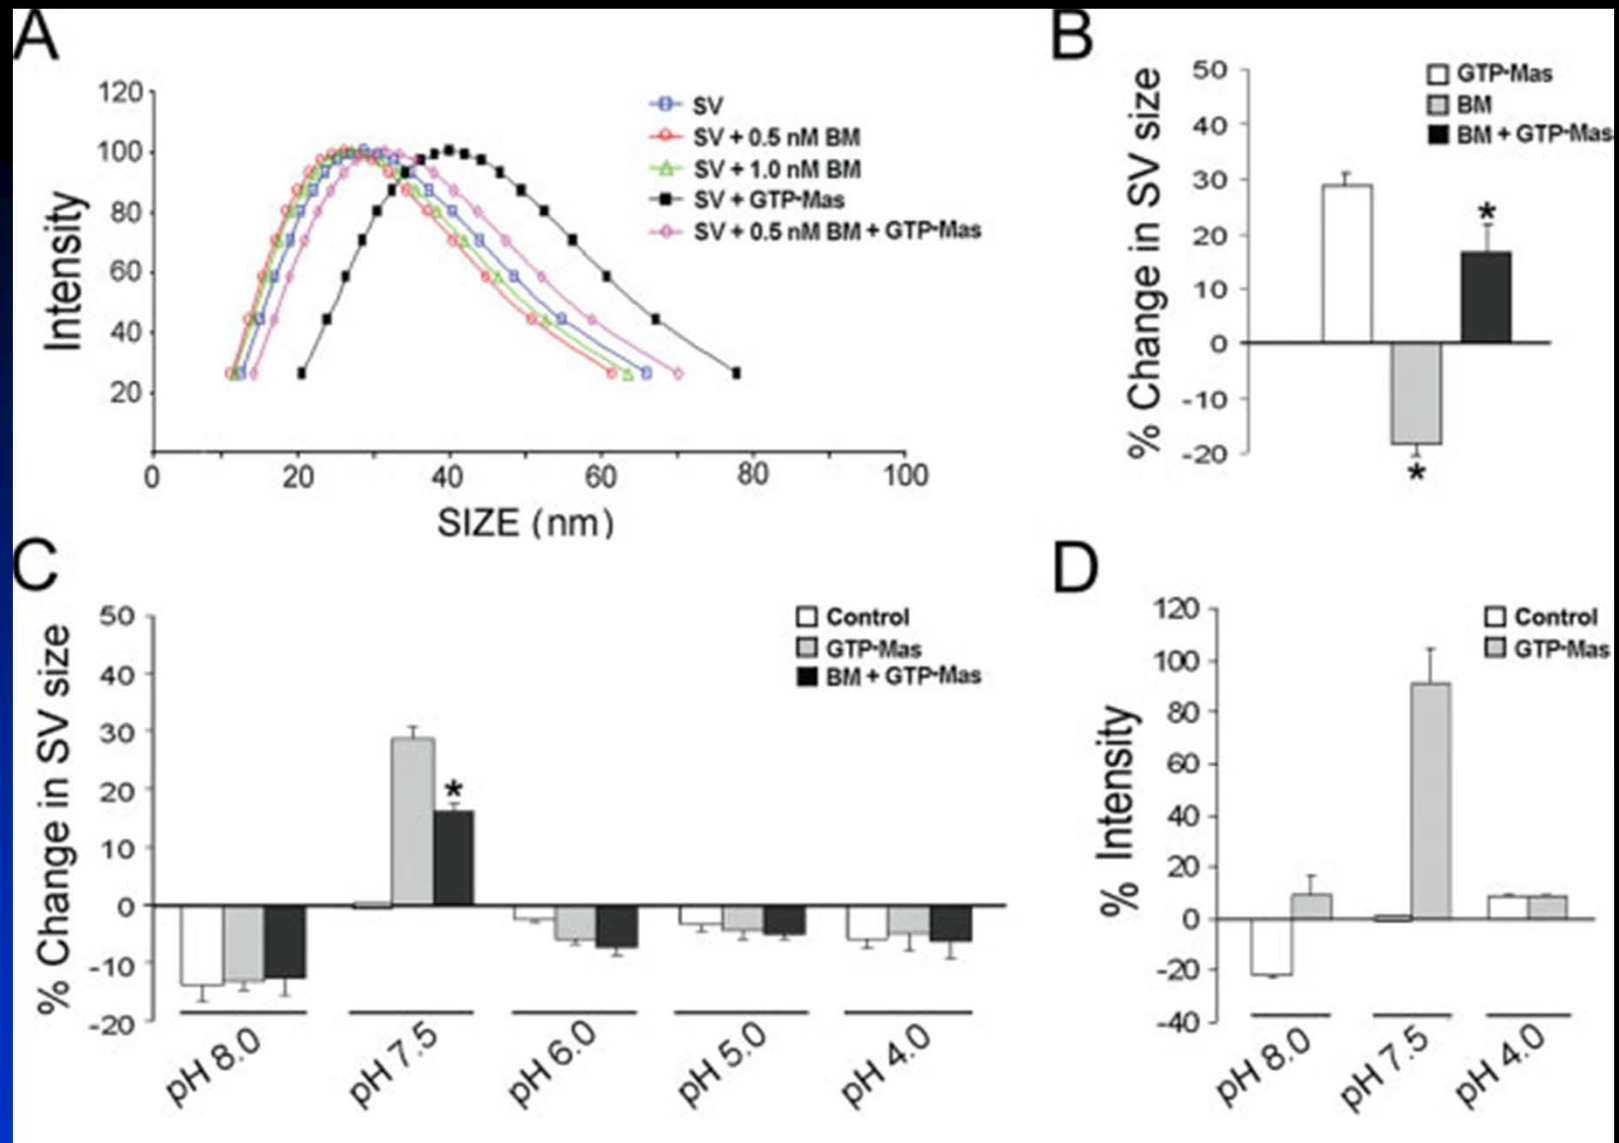 A
Intensity
120
100
80
60
40
20
0
20
40
60
80
100
SIZE (nm)
SV
SV + 0.5 nM BM
SV + 1.0 nM BM
SV + GTP-Mas
SV + 0.5 nM BM + GTP-Mas
B
% Change in SV size
50
40
30
20
10
0
-10
-20
GTP-Mas
BM
BM + GTP-Mas
*
*
C
% Change in SV size
50
40
30
20
10
0
-10
-20
Control
GTP-Mas
BM + GTP-Mas
*
pH 8.0
pH 7.5
pH 6.0
pH 5.0
pH 4.0
D
% Intensity
120
100
80
60
40
20
0
-20
-40
Control
GTP-Mas
pH 8.0
pH 7.5
pH 4.0